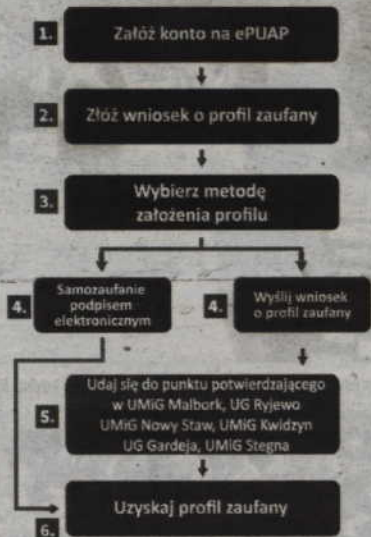 1. Załóż konto na ePUAP
2. Złóż wniosek o profil zaufany
3. Wybierz metodę
założenia profilu
4. Samozaufanie
podpisem
elektronicznym
4. Wyślij wniosek
o profil zaufany
5. Udaj się do punktu potwierdzającego
w UMiG Malbork, UG Ryjewo
UMiG Nowy Staw, UMiG Kwidzyn
UG Gardeja, UMiG Stegna
6. Uzyskaj profil zaufany